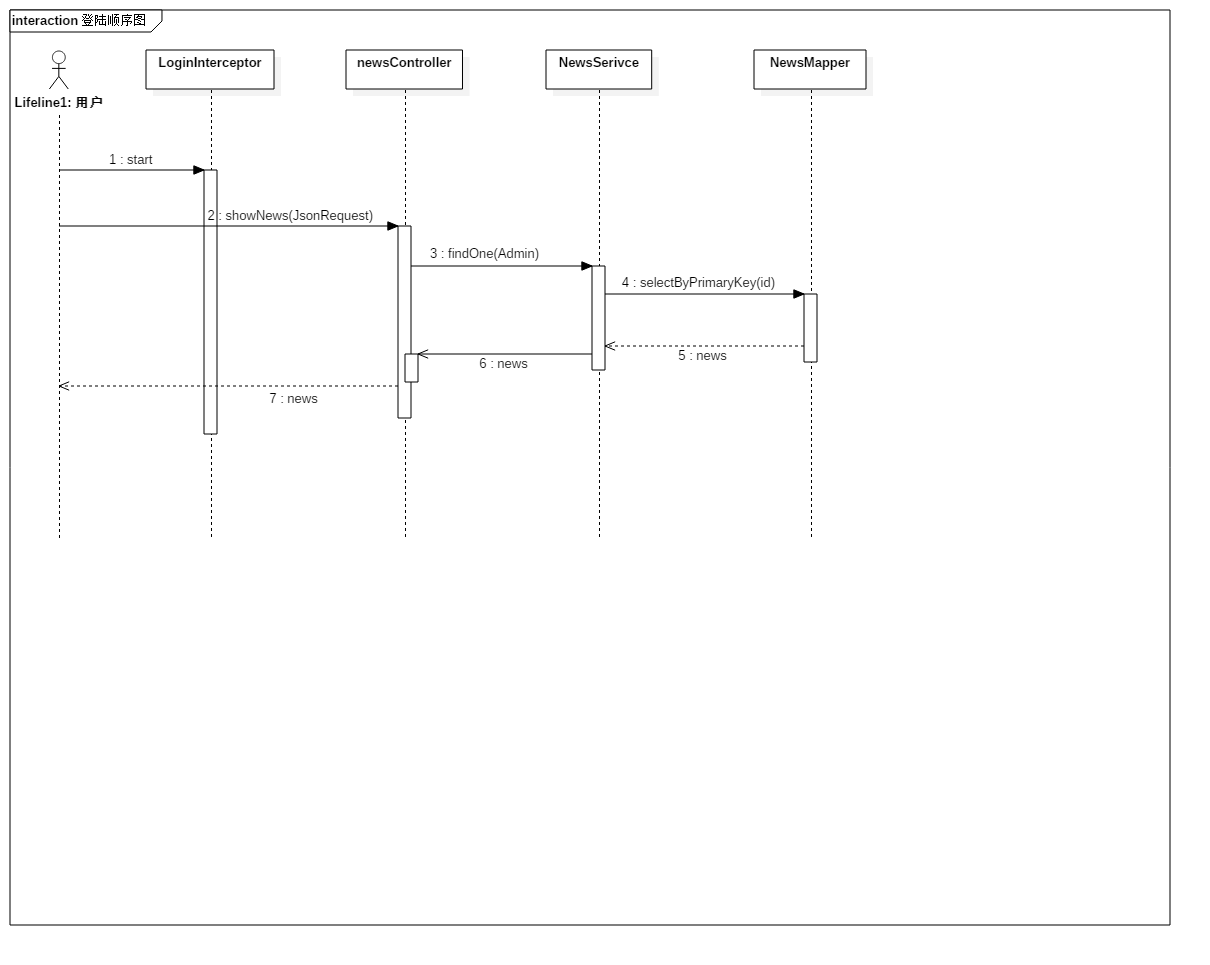 interaction 登陆顺序图
LoginInterceptor
newsController
NewsSerivce
NewsMapper
Lifeline1: 用户
1 : start
2 : showNews(JsonRequest)
3 : findOne(Admin)
4 : selectByPrimaryKey(id)
5 : news
6 : news
7 : news